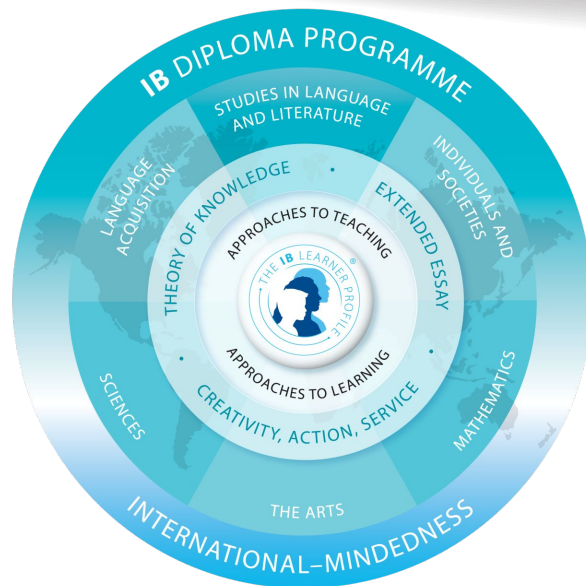 IB DIPLOMA PROGRAMME
STUDIES IN LANGUAGE
AND LITERATURE
LANGUAGE
ACQUISITION
INDIVIDUALS AND
SOCIETIES
THEORY OF KNOWLEDGE
EXTENDED ESSAY
APPROACHES TO TEACHING
THE IB LEARNER PROFILE ®
APPROACHES TO LEARNING
CREATIVITY, ACTION, SERVICE
SCIENCES
MATHEMATICS
THE ARTS
INTERNATIONAL–MINDEDNESS